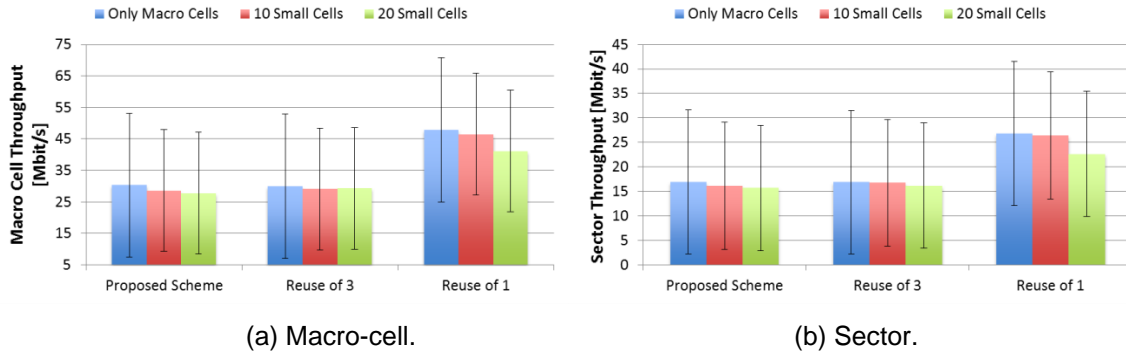 Only Macro Cells 10 Small Cells 20 Small Cells
Macro Cell Throughput
[Mbit/s]
75
65
55
45
35
25
15
5
Proposed Scheme Reuse of 3 Reuse of 1
(a) Macro-cell.
Only Macro Cells 10 Small Cells 20 Small Cells
Sector Throughput [Mbit/s]
45
40
35
30
25
20
15
10
5
0
Proposed Scheme Reuse of 3 Reuse of 1
(b) Sector.